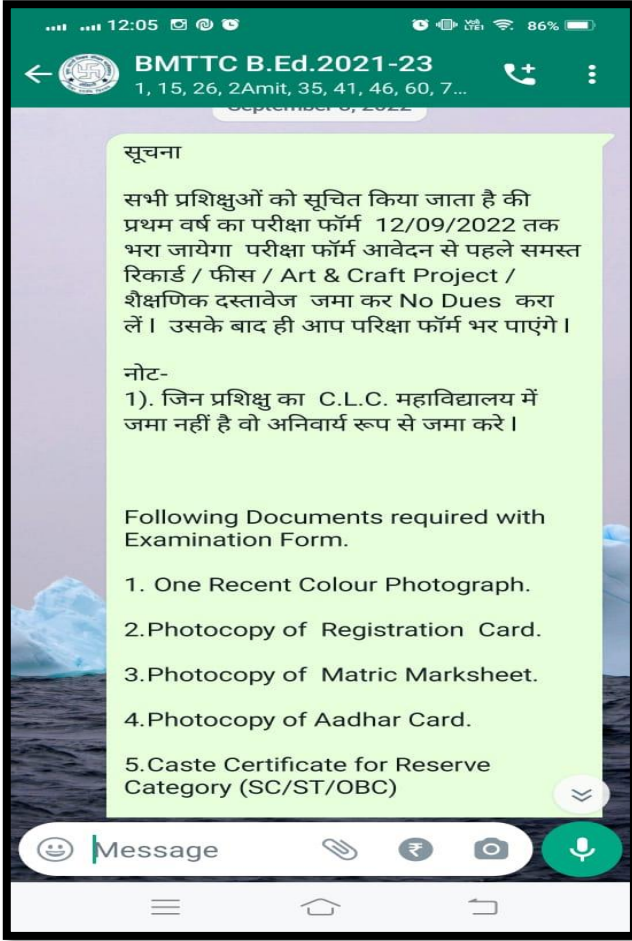 12:05
VoB
LTE1
86%
BMTTC B.Ed.2021-23
1, 15, 26, 2Amit, 35, 41, 46, 60, 7...
2022
सूचना
सभी प्रशिक्षुओं को सूचित किया जाता है की
प्रथम वर्ष का परीक्षा फॉर्म 12/09/2022 तक
भरा जायेगा परीक्षा फॉर्म आवेदन से पहले समस्त
रिकार्ड / फीस / Art & Craft Project /
शैक्षणिक दस्तावेज जमा कर No Dues करा
लें I उसके बाद ही आप परिक्षा फॉर्म भर पाएंगे I
नोट-
1). जिन प्रशिक्षु का C.L.C. महाविद्यालय में
जमा नहीं है वो अनिवार्य रूप से जमा करे I
Following Documents required with
Examination Form.
1. One Recent Colour Photograph.
2.Photocopy of Registration Card.
3.Photocopy of Matric Marksheet.
4.Photocopy of Aadhar Card.
5.Caste Certificate for Reserve
Category (SC/ST/OBC)
Message